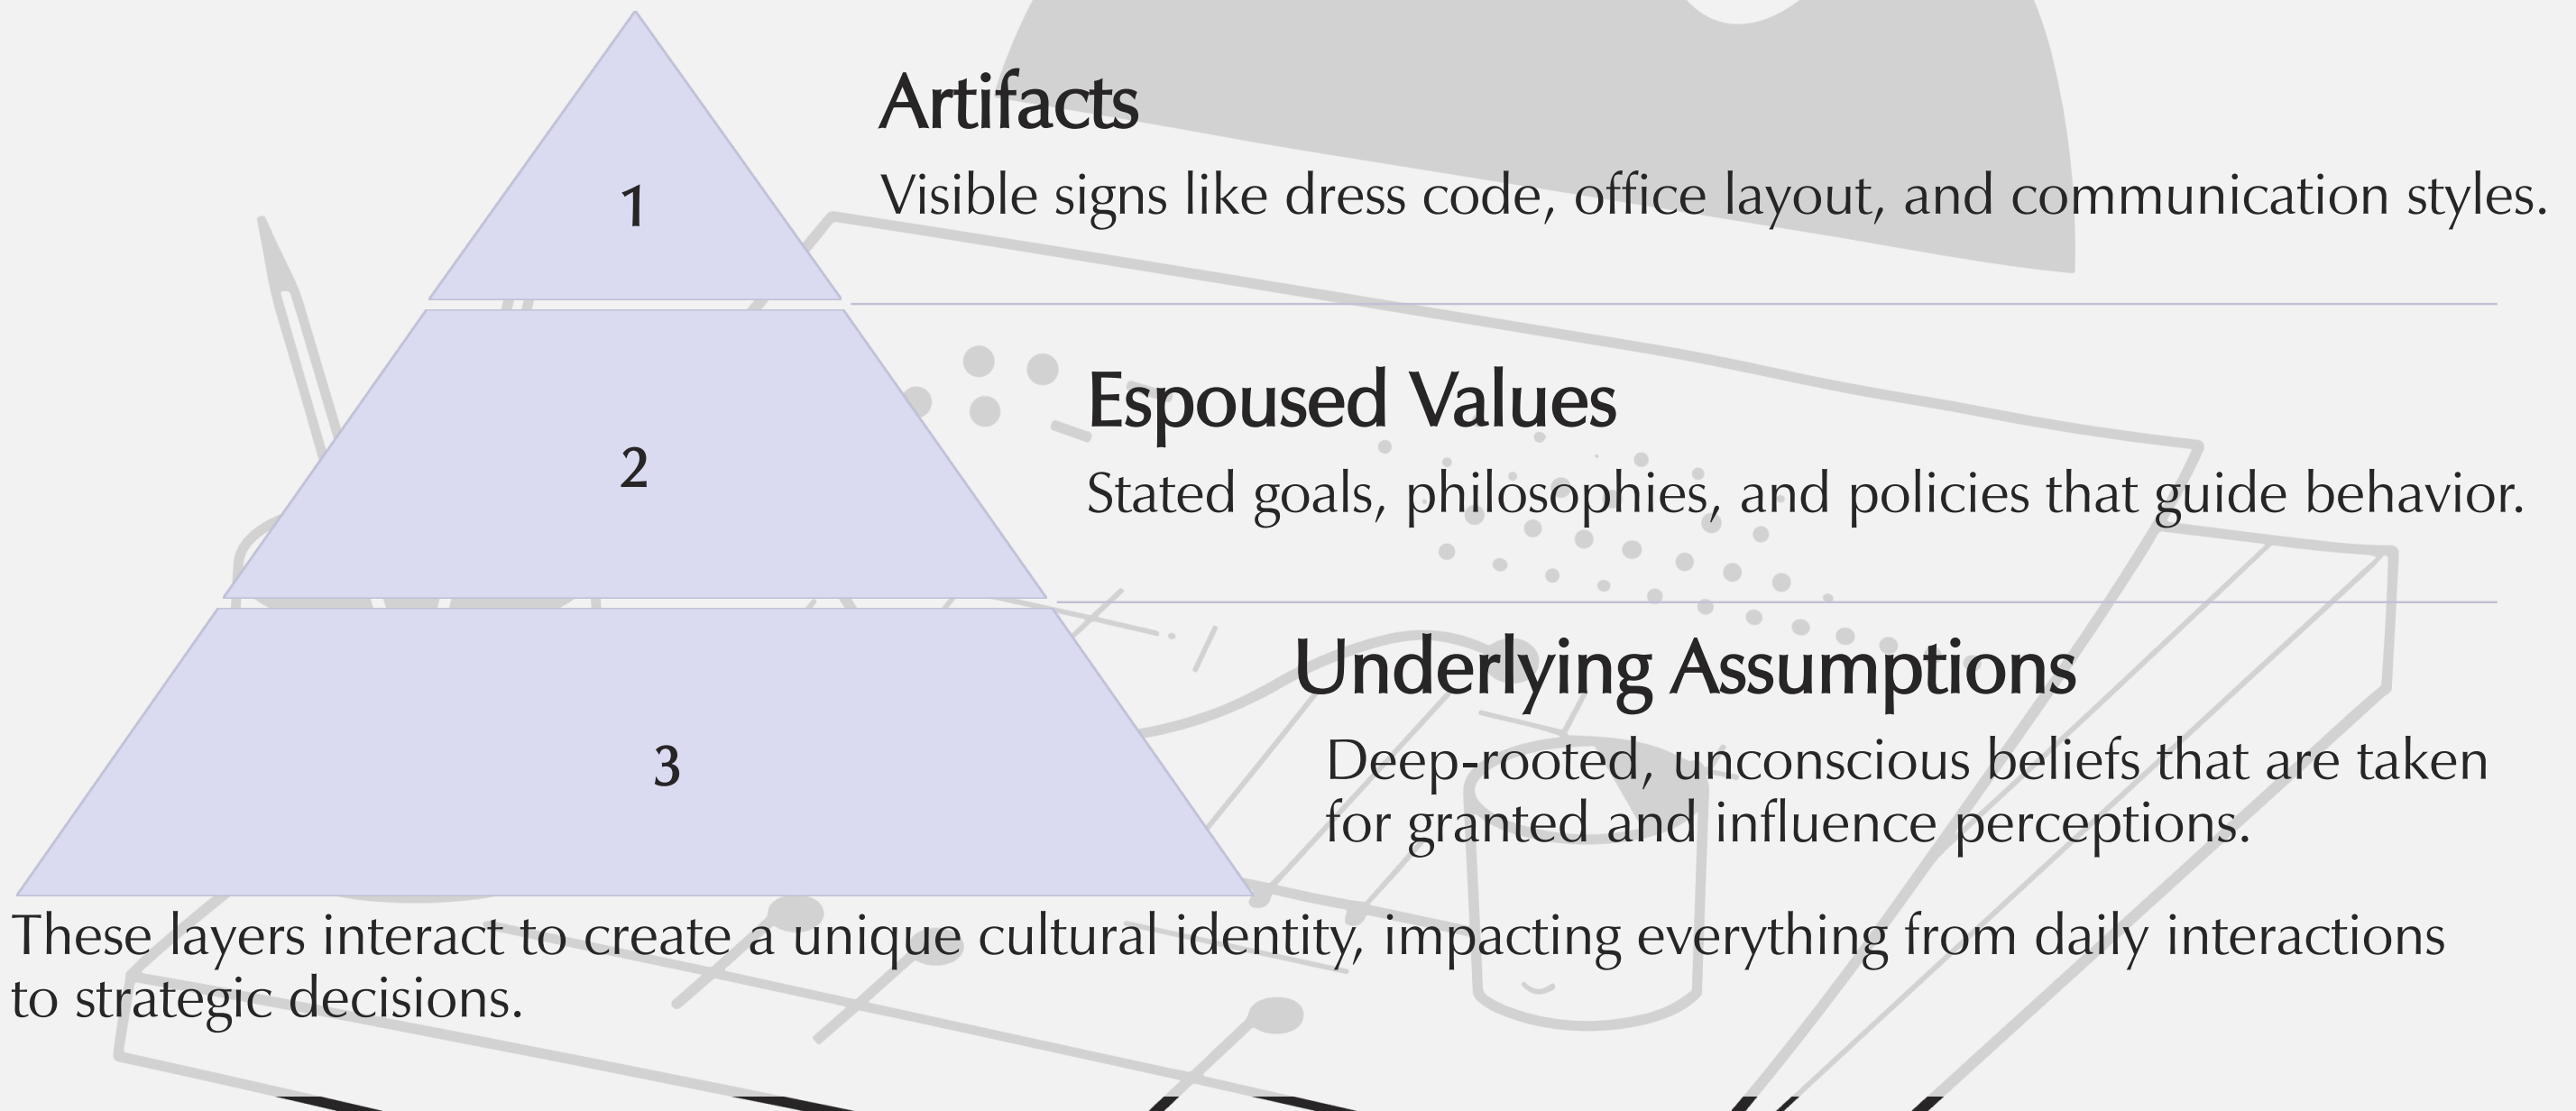 1
Artifacts
Visible signs like dress code, office layout, and communication styles.
2
Espoused Values
Stated goals, philosophies, and policies that guide behavior.
3
Underlying Assumptions
Deep-rooted, unconscious beliefs that are taken
for granted and influence perceptions.
These layers interact to create a unique cultural identity, impacting everything from daily interactions
to strategic decisions.